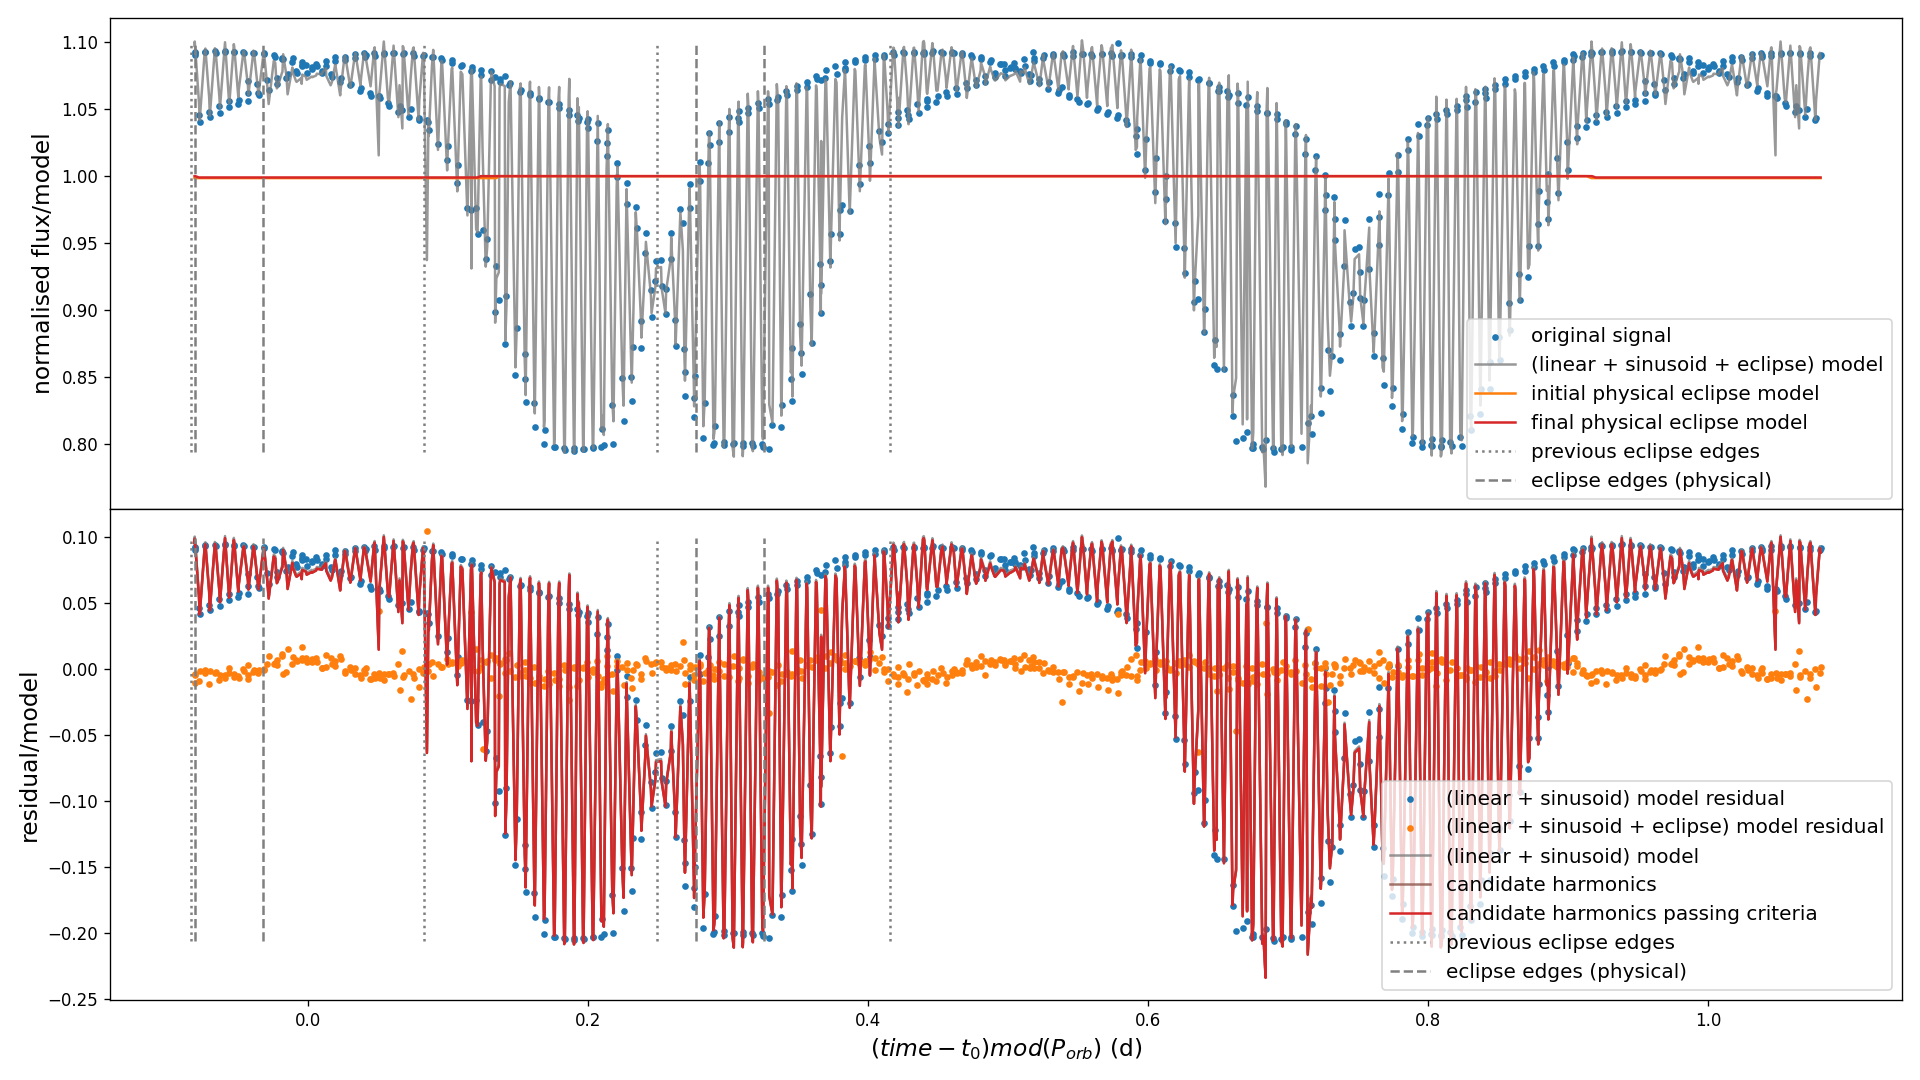 1.10
1.05
1.00
0.95
0.90
0.85
0.80
normalised flux/model
original signal
(linear + sinusoid + eclipse) model
initial physical eclipse model
final physical eclipse model
previous eclipse edges
eclipse edges (physical)
0.10
0.05
0.00
−0.05
−0.10
−0.15
−0.20
−0.25
residual/model
(linear + sinusoid) model residual
(linear + sinusoid + eclipse) model residual
(linear + sinusoid) model
candidate harmonics
candidate harmonics passing criteria
previous eclipse edges
eclipse edges (physical)
0.0 0.2 0.4 0.6 0.8 1.0
(time − t₀)mod(P_orb) (d)